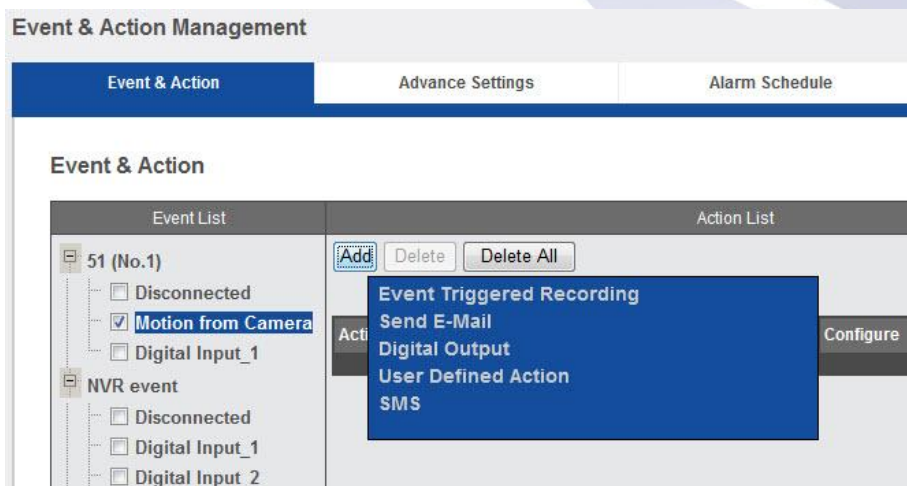 Event & Action Management
Event & Action
Advance Settings
Alarm Schedule
Event & Action
Event List
Action List
51 (No.1)
Disconnected
Motion from Camera
Digital Input_1
NVR event
Disconnected
Digital Input_1
Digital Input_2
Add
Delete
Delete All
Event Triggered Recording
Send E-Mail
Digital Output
User Defined Action
SMS
Acti
Configure